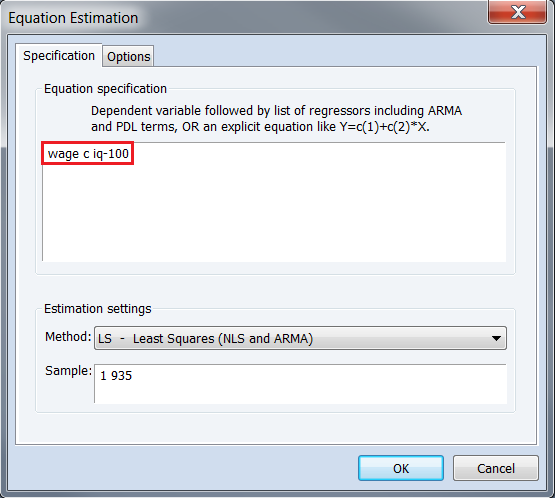 Equation Estimation
Specification
Options
Equation specification
Dependent variable followed by list of regressors including ARMA
and PDL terms, OR an explicit equation like Y=c(1)+c(2)*X.
wage c iq-100
Estimation settings
Method: LS - Least Squares (NLS and ARMA)
Sample: 1 935
OK
Cancel